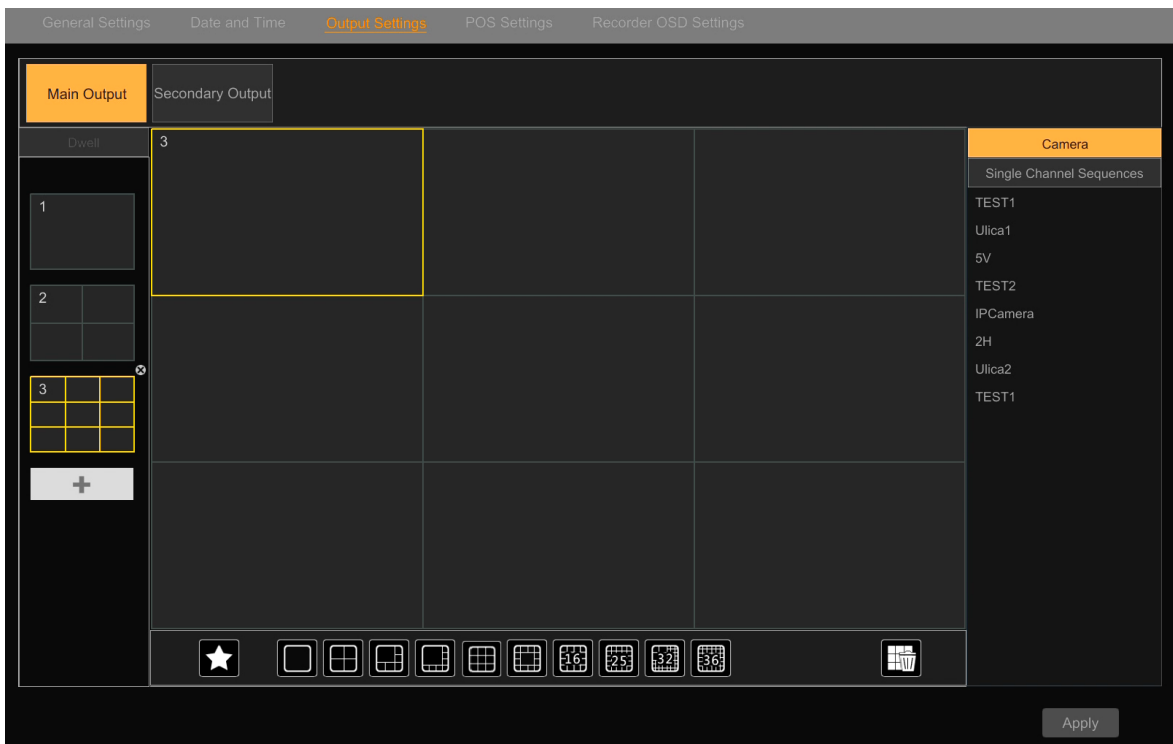 General Settings Date and Time Output Settings POS Settings Recorder OSD Settings
Main Output Secondary Output
Dwell
3
Camera
Single Channel Sequences
1
TEST1
Ulica1
5V
TEST2
2
IPCamera
2H
Ulica2
3
TEST1
16 25 32 36
Apply